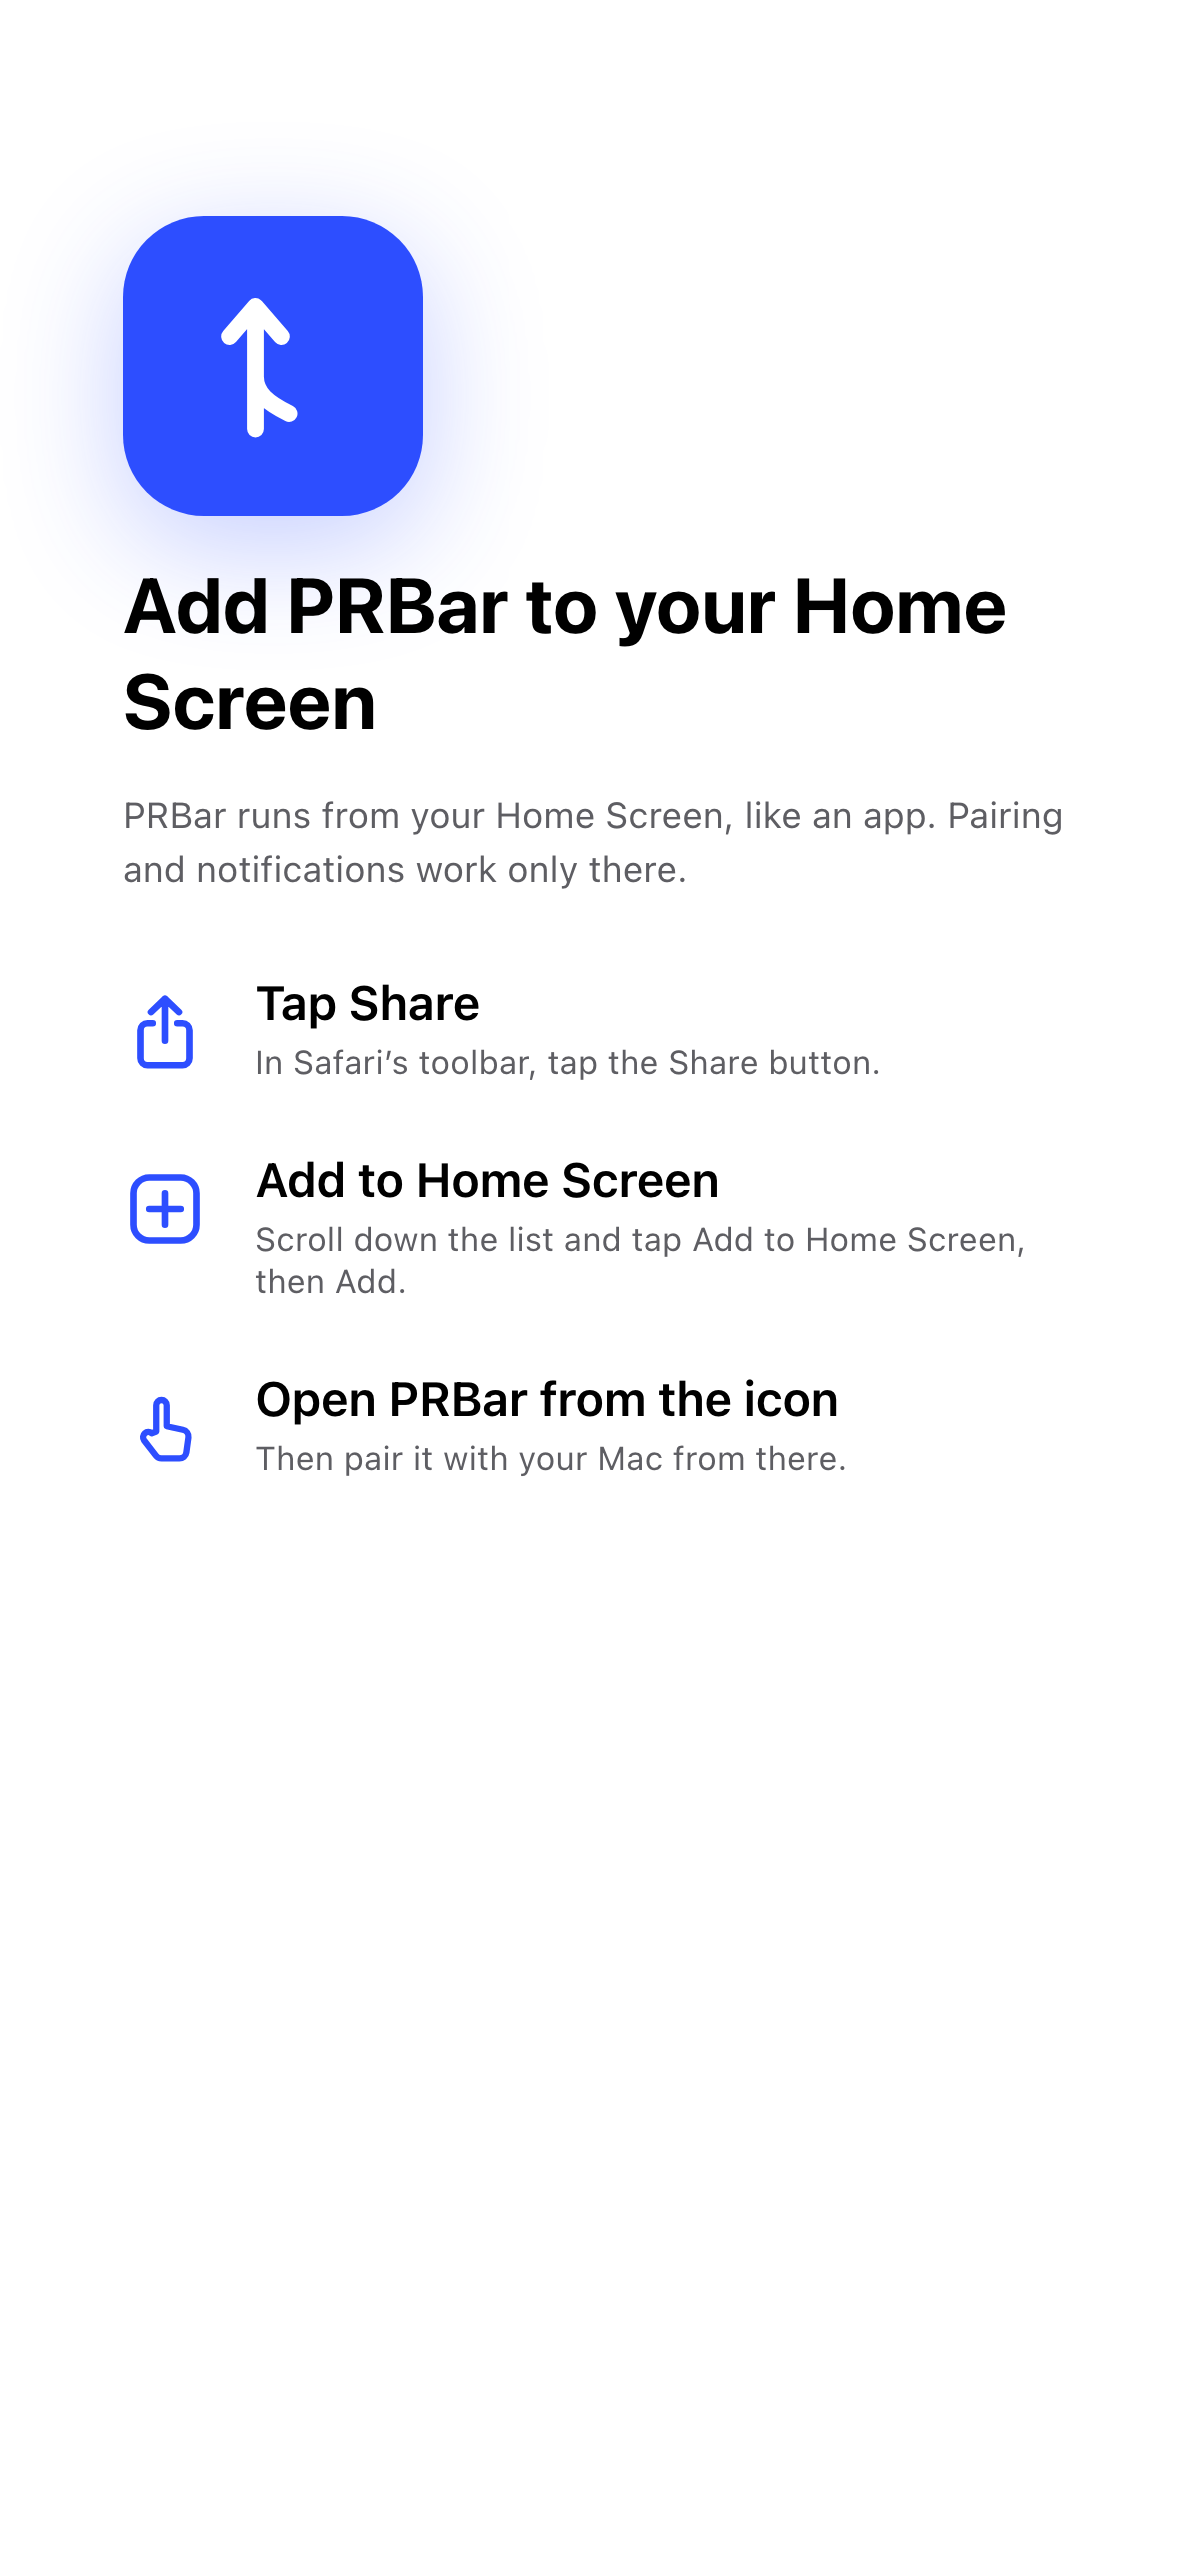 Add PRBar to your Home
Screen
PRBar runs from your Home Screen, like an app. Pairing
and notifications work only there.
Tap Share
In Safari’s toolbar, tap the Share button.
Add to Home Screen
Scroll down the list and tap Add to Home Screen,
then Add.
Open PRBar from the icon
Then pair it with your Mac from there.